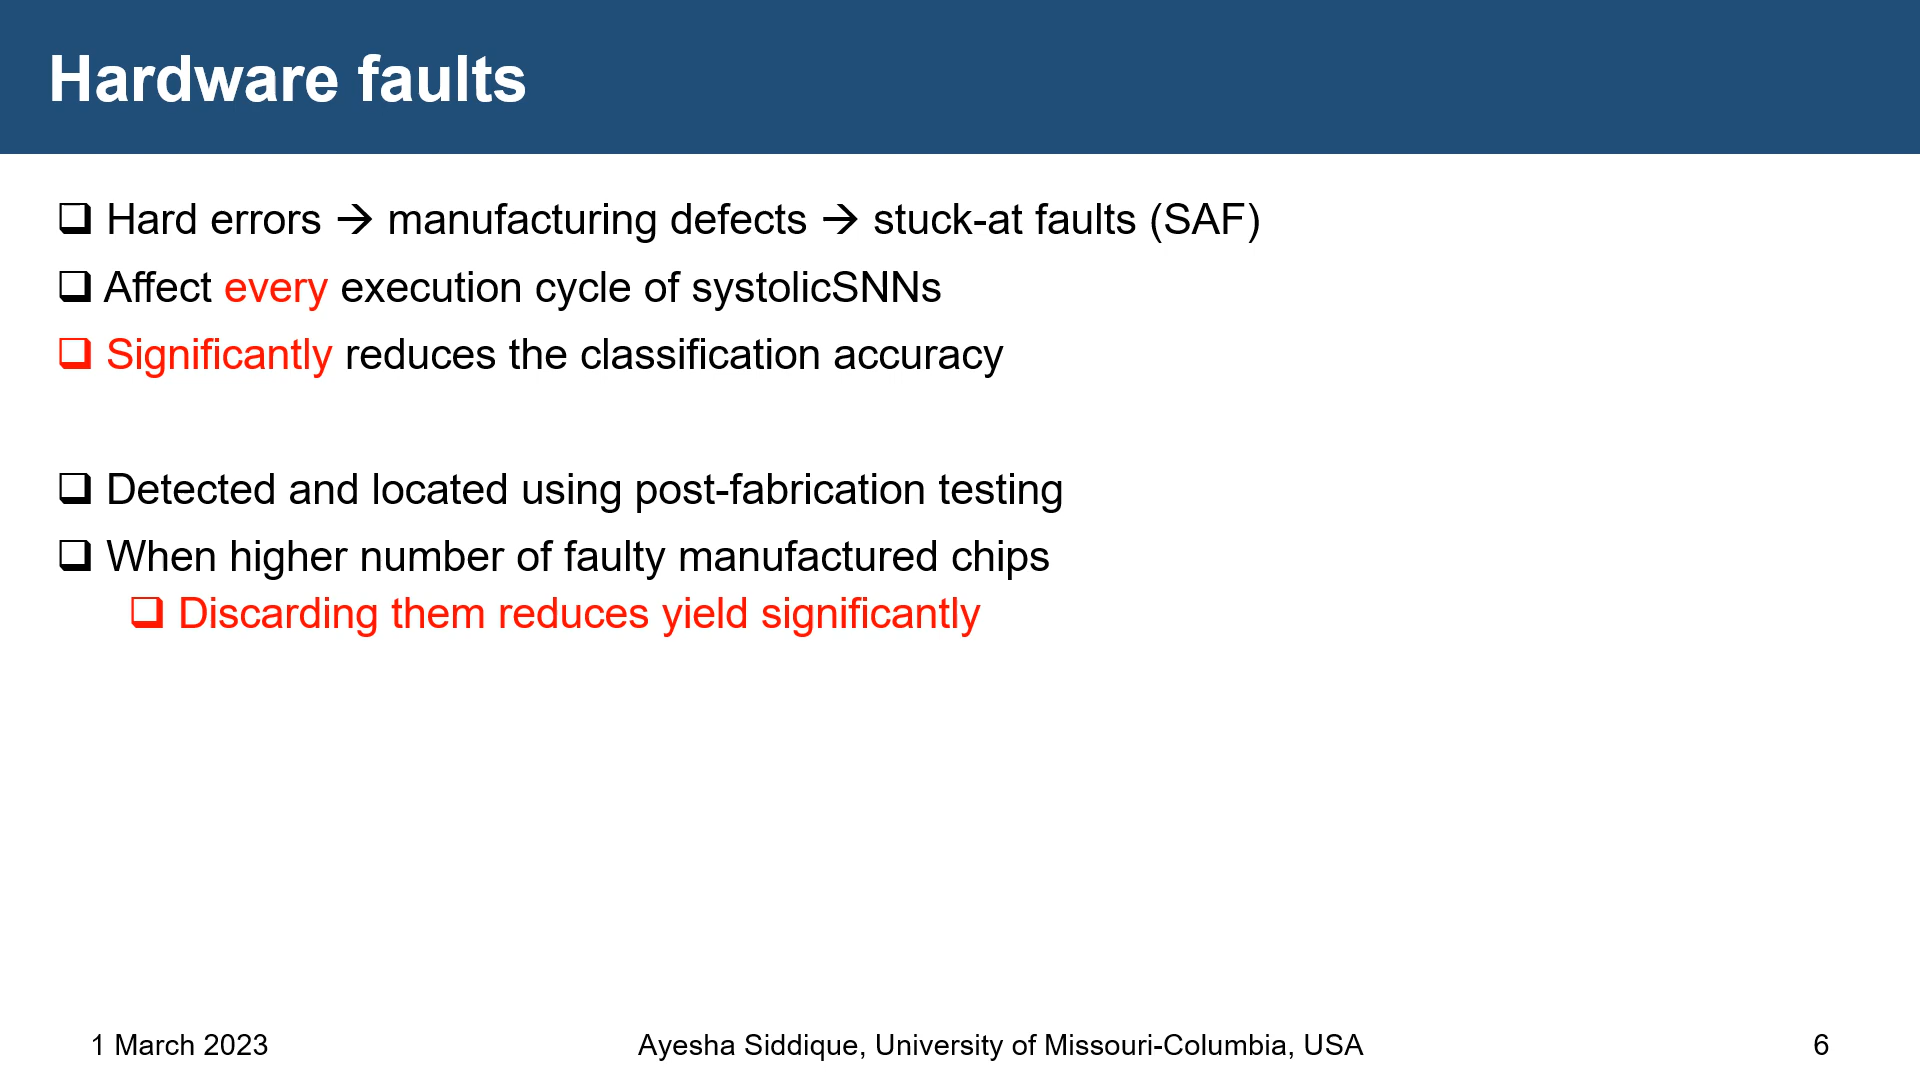 Hardware faults
❑ Hard errors → manufacturing defects → stuck-at faults (SAF)
❑ Affect every execution cycle of systolicSNNs
❑ Significantly reduces the classification accuracy
❑ Detected and located using post-fabrication testing
❑ When higher number of faulty manufactured chips
❑ Discarding them reduces yield significantly
1 March 2023
Ayesha Siddique, University of Missouri-Columbia, USA
6